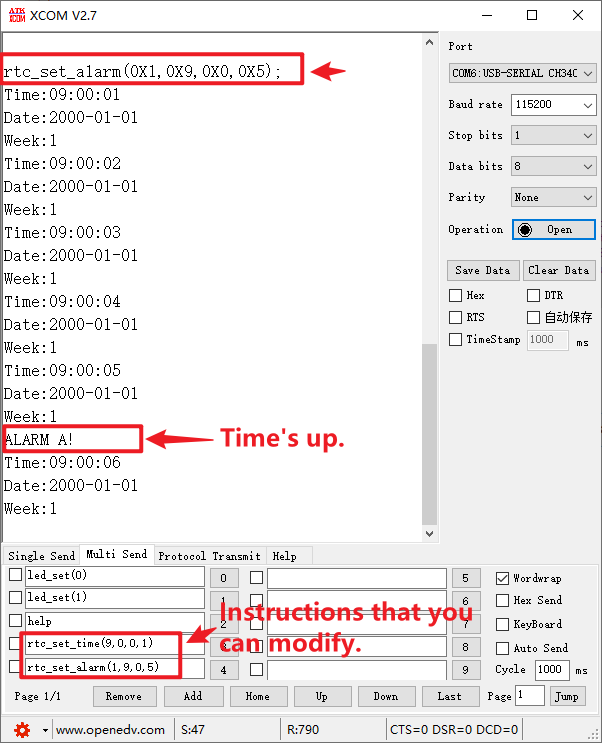 ATK XCOM XCOM V2.7
rtc_set_alarm(0X1,0X9,0X0,0X5);
Time:09:00:01
Date:2000-01-01
Week:1
Time:09:00:02
Date:2000-01-01
Week:1
Time:09:00:03
Date:2000-01-01
Week:1
Time:09:00:04
Date:2000-01-01
Week:1
Time:09:00:05
Date:2000-01-01
Week:1
ALARM A!
Time's up.
Time:09:00:06
Date:2000-01-01
Week:1
Port
COM6:USB-SERIAL CH340
Baud rate 115200
Stop bits 1
Data bits 8
Parity None
Operation Open
Save Data Clear Data
Hex DTR
RTS 自动保存
TimeStamp 1000 ms
Single Send Multi Send Protocol Transmit Help
led_set(0) 0 5
led_set(1) 1 6
help 2 7
rtc_set_time(9,0,0,1) 3 8
rtc_set_alarm(1,9,0,5) 4 9
Instructions that you
can modify.
Wordwrap
Hex Send
KeyBoard
Auto Send
Cycle 1000 ms
Page 1/1 Remove Add Home Up Down Last Page 1 Jump
www.openedv.com S:47 R:790 CTS=0 DSR=0 DCD=0